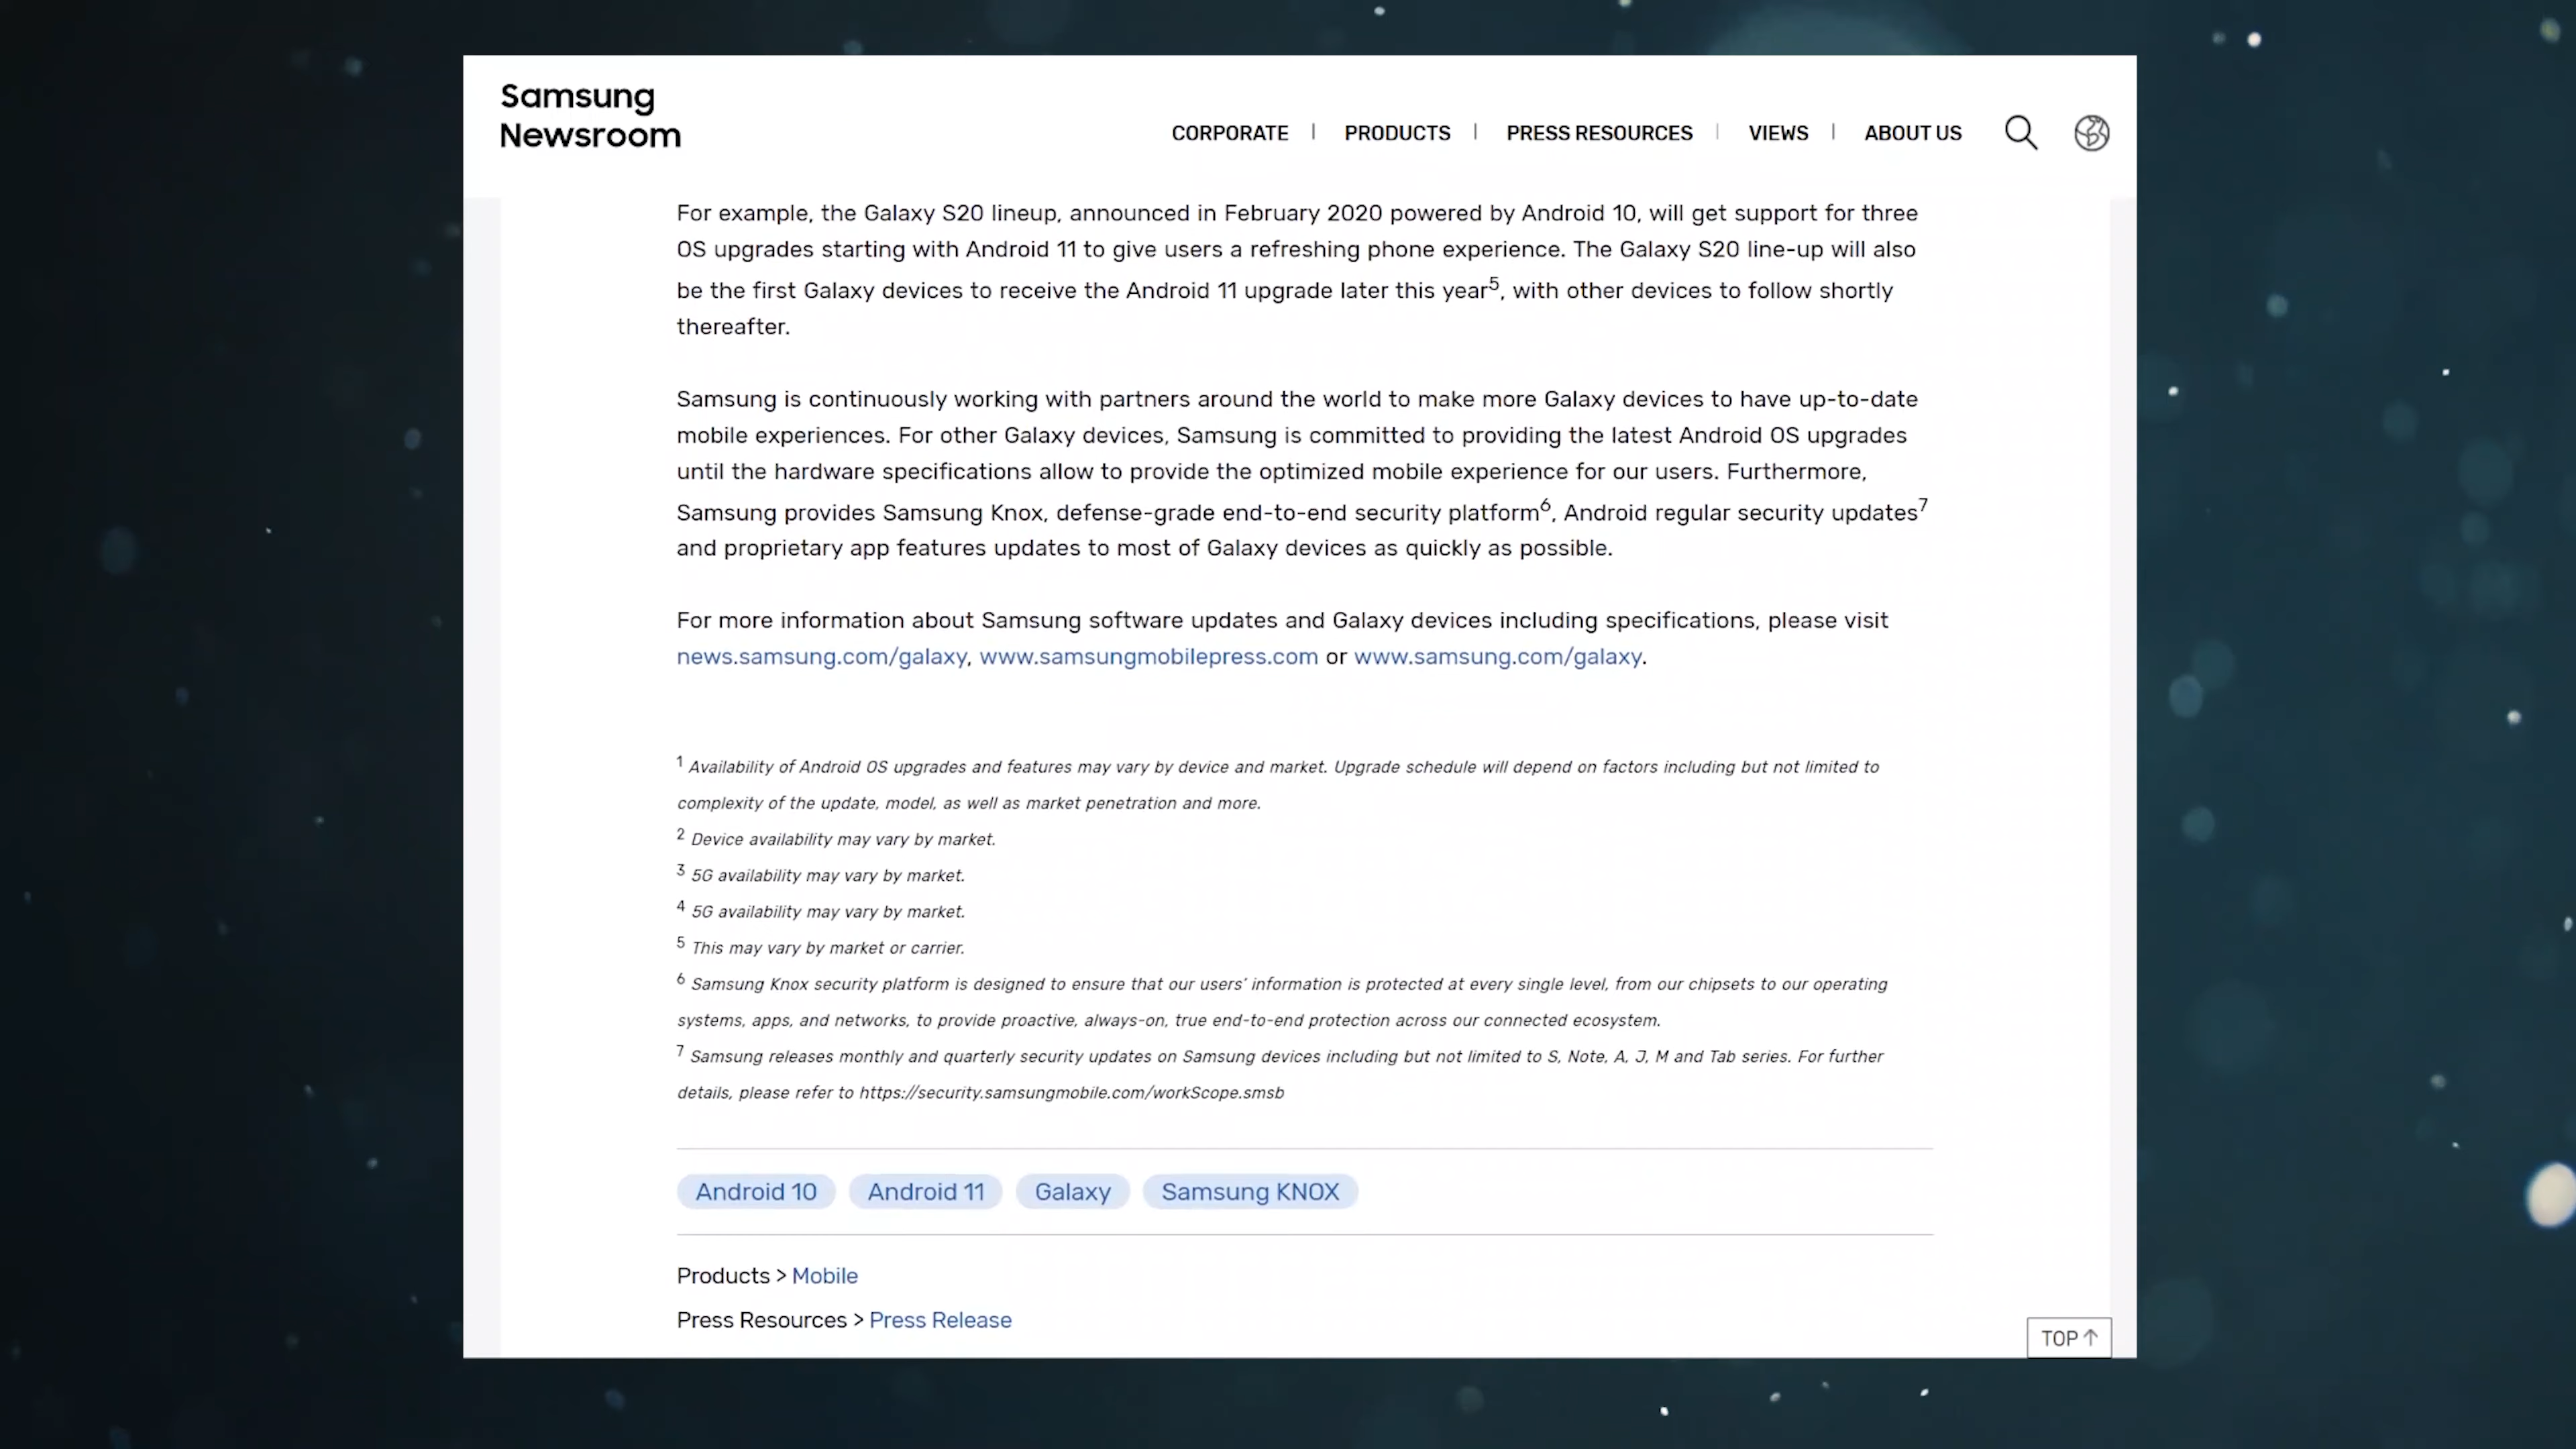 Samsung
Newsroom
CORPORATE | PRODUCTS | PRESS RESOURCES | VIEWS | ABOUT US
For example, the Galaxy S20 lineup, announced in February 2020 powered by Android 10, will get support for three
OS upgrades starting with Android 11 to give users a refreshing phone experience. The Galaxy S20 line-up will also
be the first Galaxy devices to receive the Android 11 upgrade later this year5, with other devices to follow shortly
thereafter.
Samsung is continuously working with partners around the world to make more Galaxy devices to have up-to-date
mobile experiences. For other Galaxy devices, Samsung is committed to providing the latest Android OS upgrades
until the hardware specifications allow to provide the optimized mobile experience for our users. Furthermore,
Samsung provides Samsung Knox, defense-grade end-to-end security platform6, Android regular security updates7
and proprietary app features updates to most of Galaxy devices as quickly as possible.
For more information about Samsung software updates and Galaxy devices including specifications, please visit
news.samsung.com/galaxy, www.samsungmobilepress.com or www.samsung.com/galaxy.
1 Availability of Android OS upgrades and features may vary by device and market. Upgrade schedule will depend on factors including but not limited to
complexity of the update, model, as well as market penetration and more.
2 Device availability may vary by market.
3 5G availability may vary by market.
4 5G availability may vary by market.
5 This may vary by market or carrier.
6 Samsung Knox security platform is designed to ensure that our users' information is protected at every single level, from our chipsets to our operating
systems, apps, and networks, to provide proactive, always-on, true end-to-end protection across our connected ecosystem.
7 Samsung releases monthly and quarterly security updates on Samsung devices including but not limited to S, Note, A, J, M and Tab series. For further
details, please refer to https://security.samsungmobile.com/workScope.smsb
Android 10 Android 11 Galaxy Samsung KNOX
Products > Mobile
Press Resources > Press Release
TOP ↑